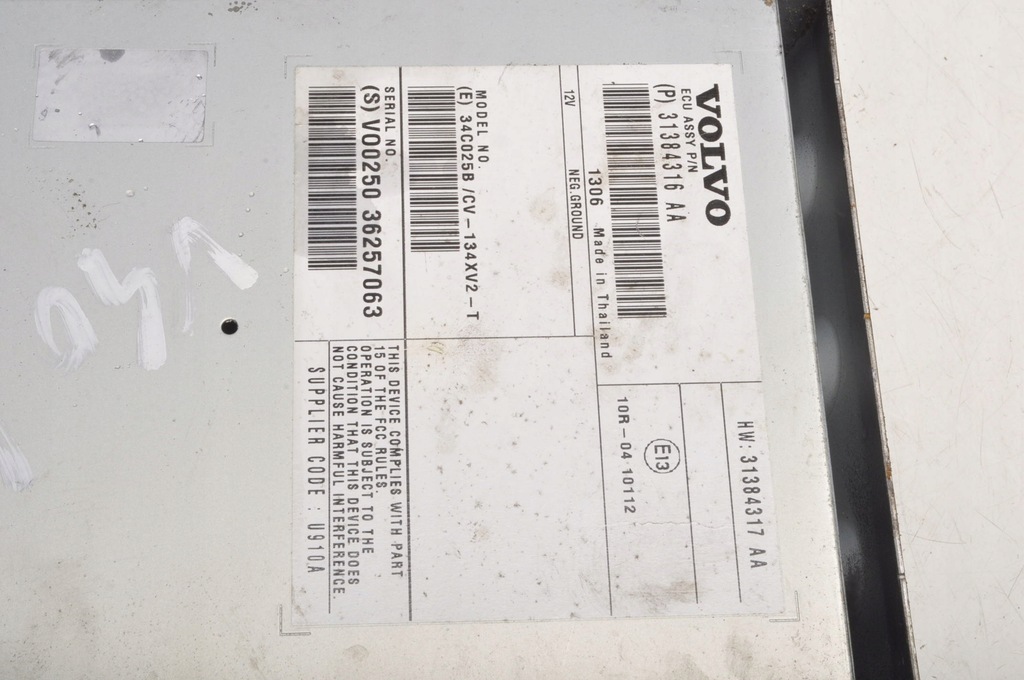 VOLVO
ECU ASSY P/N
(P) 31384316 AA
1306 Made in Thailand
12V NEG.GROUND
MODEL NO.
(E) 34C025B /CV-134XV2-T
SERIAL NO.
(S) V00250 36257063
HW: 31384317 AA
E13
10R-04 10112
THIS DEVICE COMPLIES WITH PART
15 OF THE FCC RULES.
OPERATION IS SUBJECT TO THE
CONDITION THAT THIS DEVICE DOES
NOT CAUSE HARMFUL INTERFERENCE
SUPPLIER CODE : U910A